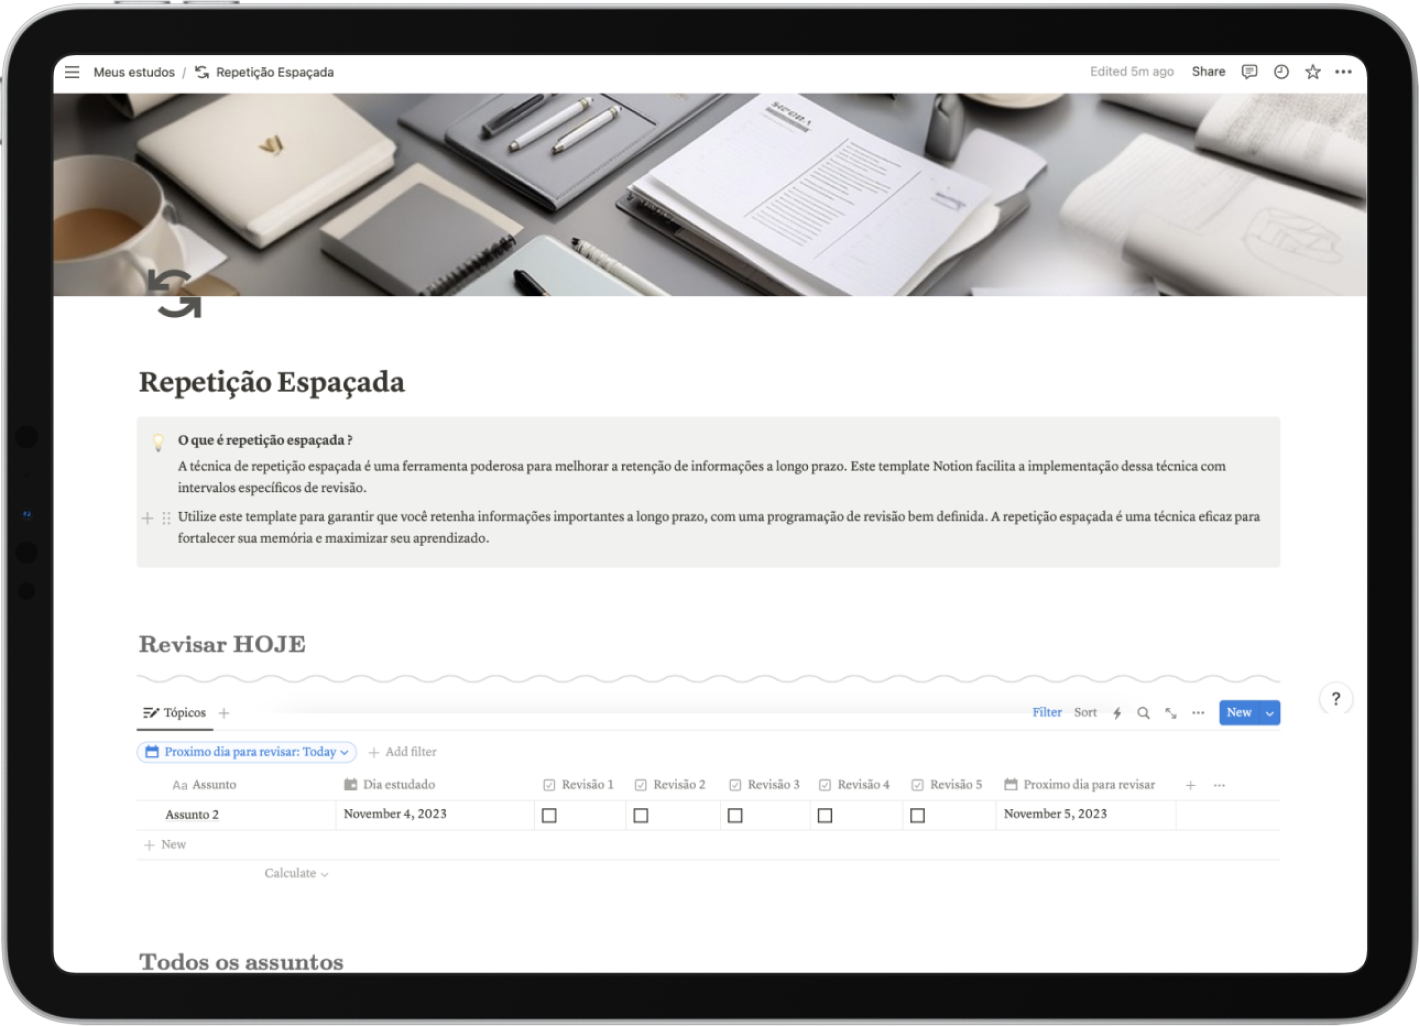 Meus estudos / Repetição Espaçada
Edited 5m ago Share
Repetição Espaçada
O que é repetição espaçada ?
A técnica de repetição espaçada é uma ferramenta poderosa para melhorar a retenção de informações a longo prazo. Este template Notion facilita a implementação dessa técnica com
intervalos específicos de revisão.
Utilize este template para garantir que você retenha informações importantes a longo prazo, com uma programação de revisão bem definida. A repetição espaçada é uma técnica eficaz para
fortalecer sua memória e maximizar seu aprendizado.
Revisar HOJE
Tópicos
Filter Sort New
?
Proximo dia para revisar: Today
Add filter
Aa Assunto Dia estudado Revisão 1 Revisão 2 Revisão 3 Revisão 4 Revisão 5 Proximo dia para revisar
Assunto 2 November 4, 2023 November 5, 2023
New
Calculate
Todos os assuntos